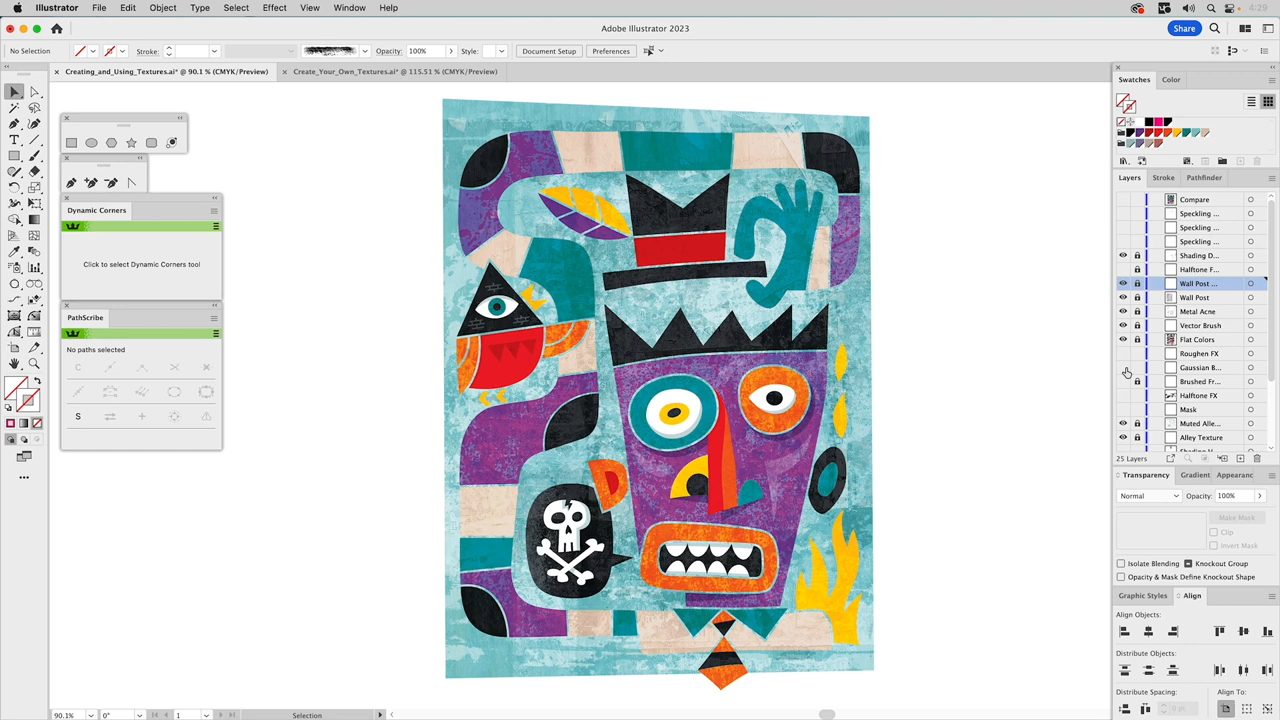 Illustrator File Edit Object Type Select Effect View Window Help 4:29
Adobe Illustrator 2023 Share
No Selection Stroke: Opacity: 100% Style: Document Setup Preferences
× Creating_and_Using_Textures.ai* @ 90.1 % (CMYK/Preview) × Create_Your_Own_Textures.ai* @ 115.51 % (CMYK/Preview)
Swatches Color
Layers Stroke Pathfinder
Compare
Speckling ...
Speckling ...
Speckling ...
Shading D...
Halftone F...
Wall Post ...
Wall Post
Metal Acne
Vector Brush
Flat Colors
Roughen FX
Gaussian B...
Brushed Fr...
Halftone FX
Mask
Muted Alle...
Alley Texture
25 Layers
Transparency Gradient Appearanc
Normal Opacity: 100%
Make Mask
Clip
Invert Mask
Isolate Blending Knockout Group
Opacity & Mask Define Knockout Shape
Graphic Styles Align
Align Objects:
Distribute Objects:
Distribute Spacing: Align To:
0 pt
Dynamic Corners
Click to select Dynamic Corners tool
PathScribe
No paths selected
C
S
90.1% 0° 1 Selection